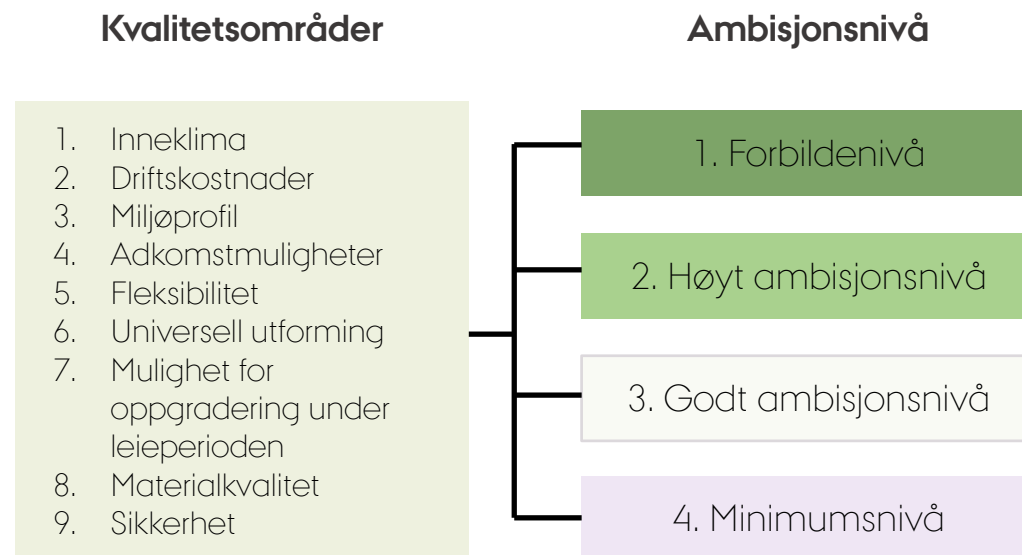 Kvalitetsområder
1. Inneklima
2. Driftskostnader
3. Miljøprofil
4. Adkomstmuligheter
5. Fleksibilitet
6. Universell utforming
7. Mulighet for
oppgradering under
leieperioden
8. Materialkvalitet
9. Sikkerhet
Ambisjonsnivå
1. Forbildenivå
2. Høyt ambisjonsnivå
3. Godt ambisjonsnivå
4. Minimumsnivå